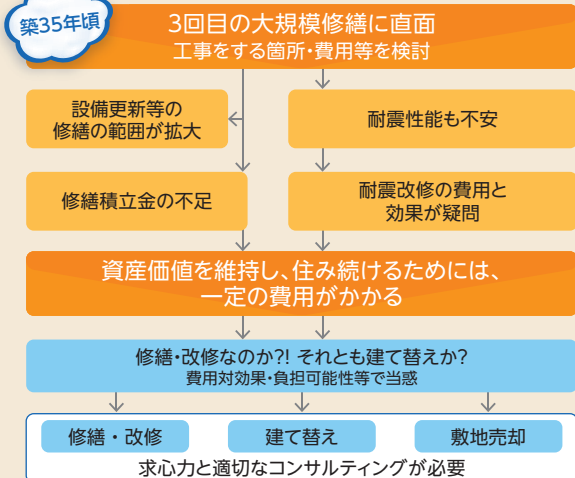 築35年頃
3回目の大規模修繕に直面
工事をする箇所・費用等を検討
設備更新等の
修繕の範囲が拡大
耐震性能も不安
修繕積立金の不足
耐震改修の費用と
効果が疑問
資産価値を維持し、住み続けるためには、
一定の費用がかかる
修繕・改修なのか?! それとも建て替えか?
費用対効果・負担可能性等で当惑
修繕・改修
建て替え
敷地売却
求心力と適切なコンサルティングが必要